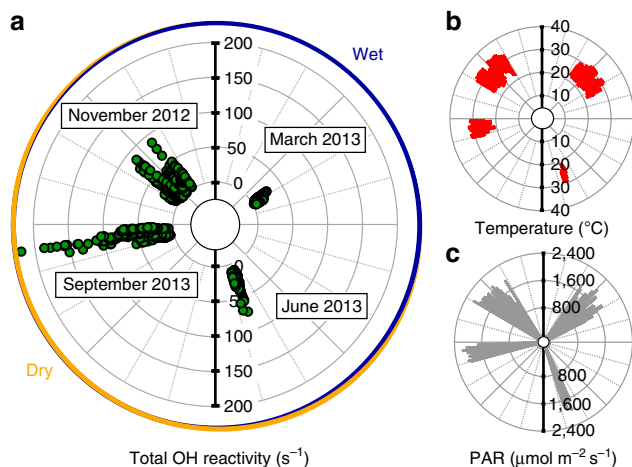 a
200
150
100
50
0
0
50
100
150
200
Wet
Dry
November 2012
March 2013
September 2013
June 2013
Total OH reactivity (s⁻¹)
b
40
30
20
10
10
20
30
40
Temperature (°C)
c
2,400
1,600
800
800
1,600
2,400
PAR (μmol m⁻² s⁻¹)